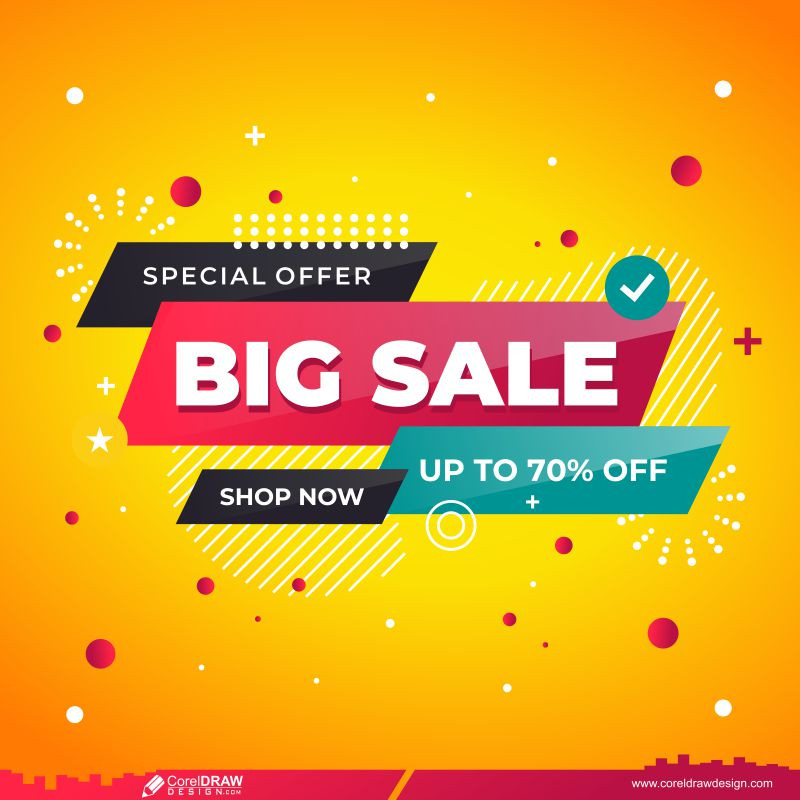 SPECIAL OFFER
BIG SALE
UP TO 70% OFF
SHOP NOW
CorelDRAW
DESIGN.COM
www.coreldrawdesign.com